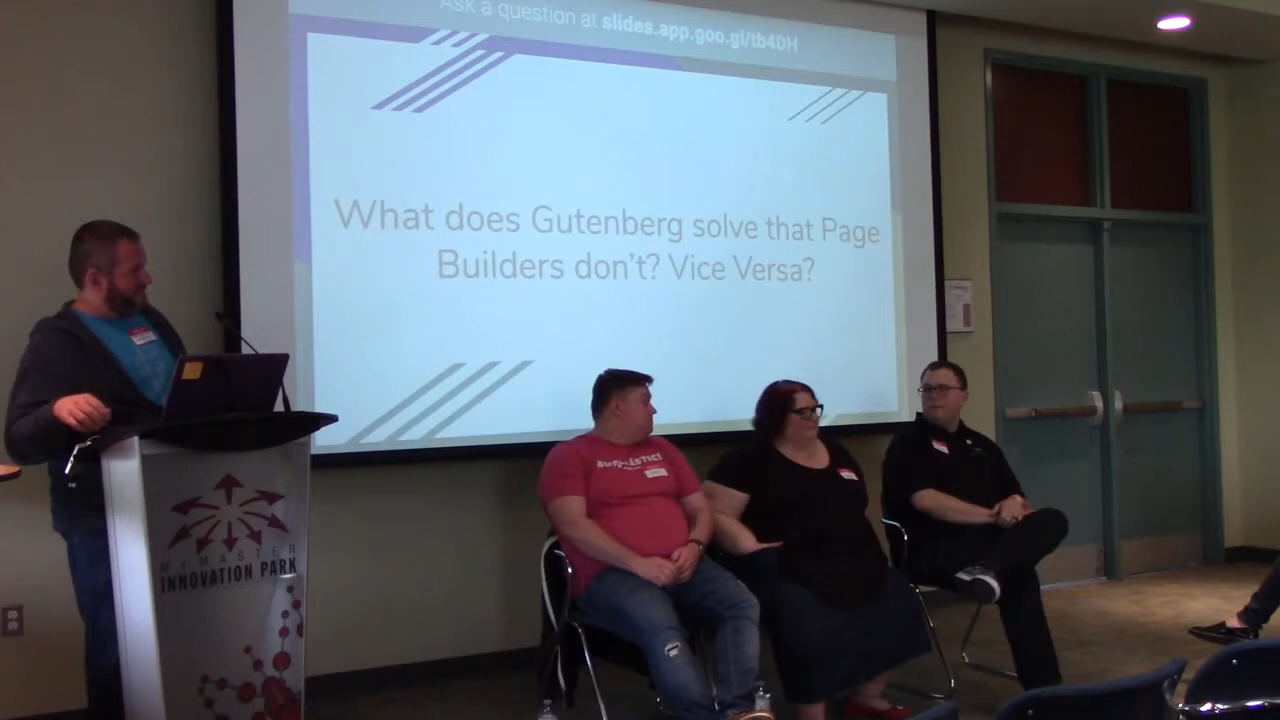 Ask a question at slides.app.goo.gl/tb4DH
What does Gutenberg solve that Page
Builders don't? Vice Versa?
McMASTER
INNOVATION PARK